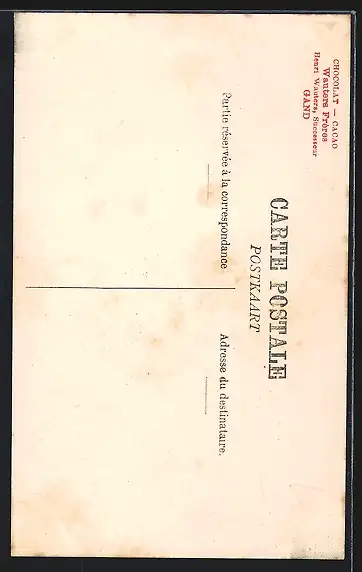 CHOCOLAT — CACAO
Wauters Frères
Henri Wauters, Successeur
GAND
CARTE POSTALE
POSTKAART
Partie réservée à la correspondance
Adresse du destinataire.